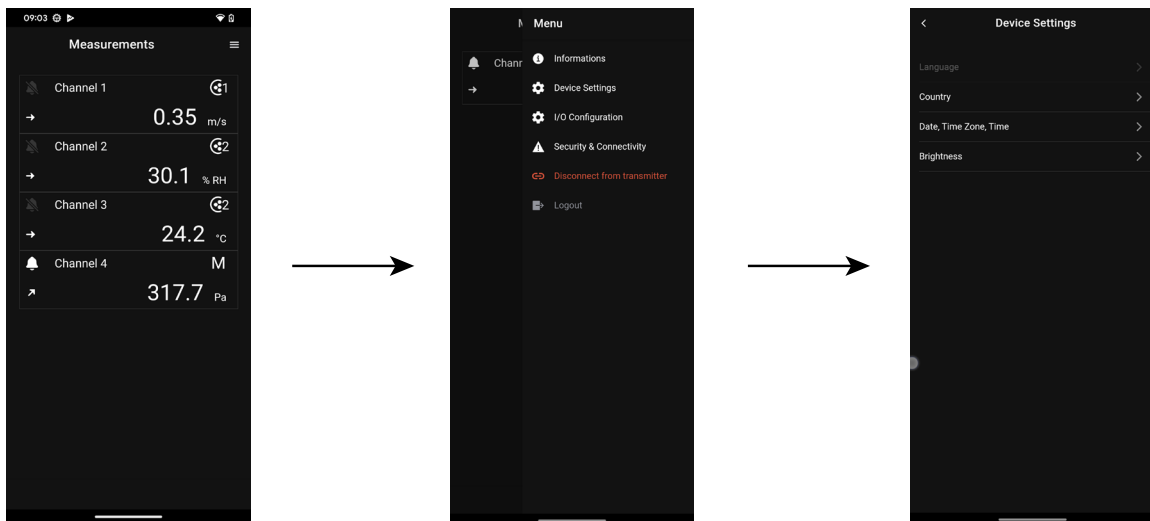 09:03
Measurements
Channel 1 1
0.35 m/s
Channel 2 2
30.1 % RH
Channel 3 2
24.2 °C
Channel 4 M
317.7 Pa
M
Chann
Menu
Informations
Device Settings
I/O Configuration
Security & Connectivity
Disconnect from transmitter
Logout
Device Settings
Language
Country
Date, Time Zone, Time
Brightness